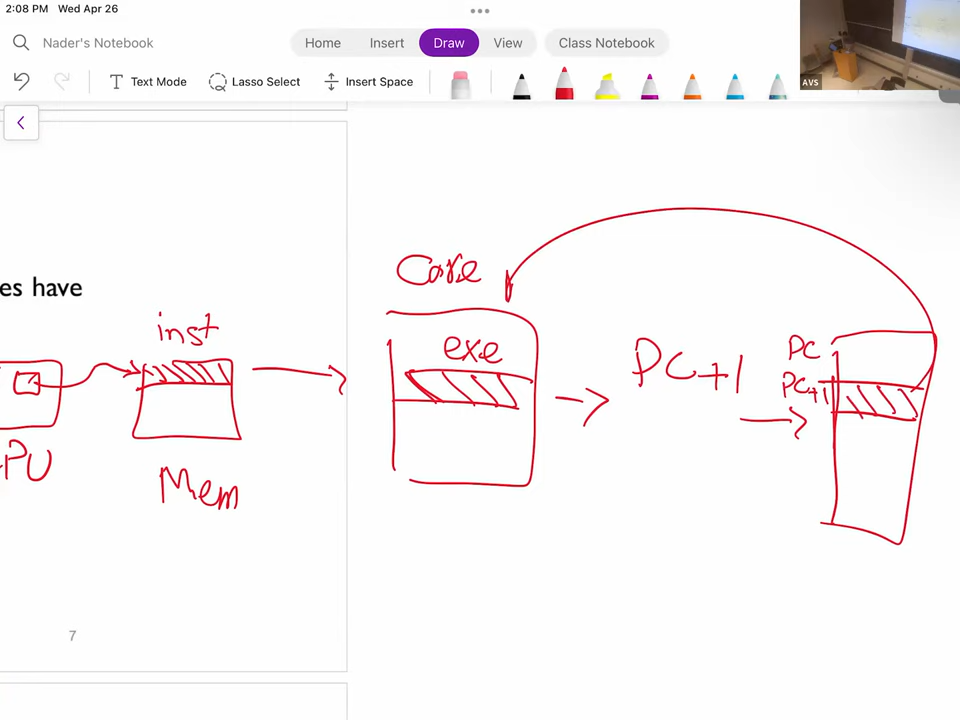 2:08 PM Wed Apr 26
Nader's Notebook
Home Insert Draw View Class Notebook
Text Mode Lasso Select Insert Space
AVS
es have
inst
PU
Mem
Core
exe
PC+1
PC
PC+1
7